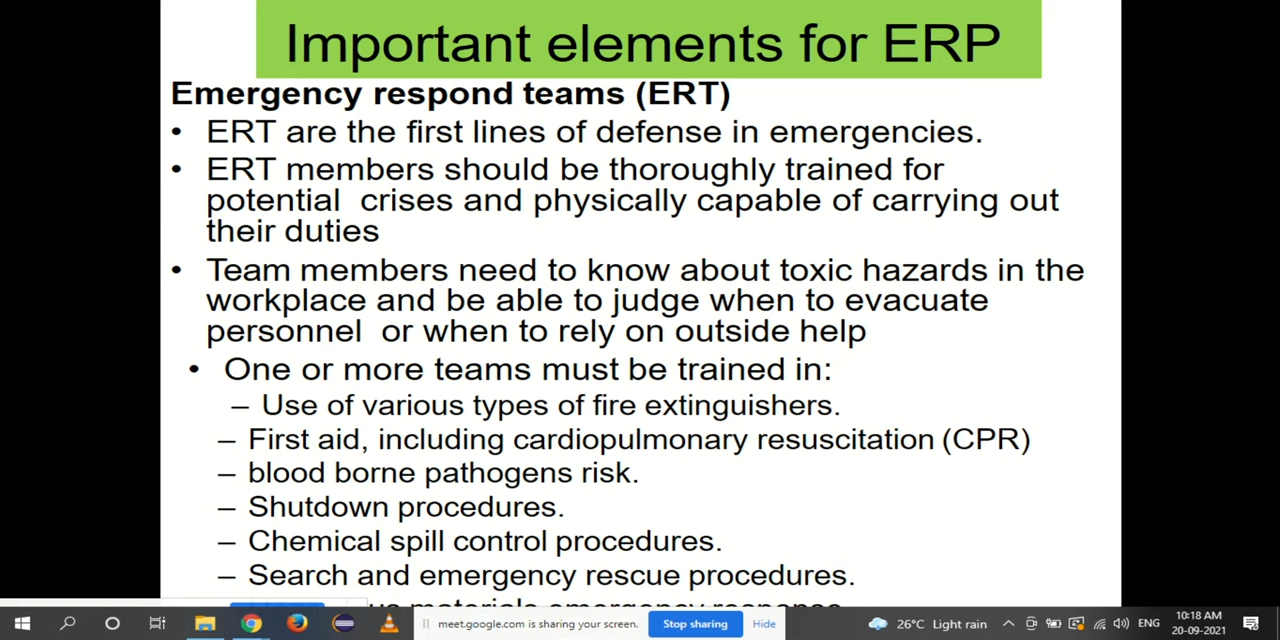 Important elements for ERP
Emergency respond teams (ERT)
• ERT are the first lines of defense in emergencies.
• ERT members should be thoroughly trained for
potential crises and physically capable of carrying out
their duties
• Team members need to know about toxic hazards in the
workplace and be able to judge when to evacuate
personnel or when to rely on outside help
• One or more teams must be trained in:
– Use of various types of fire extinguishers.
– First aid, including cardiopulmonary resuscitation (CPR)
– blood borne pathogens risk.
– Shutdown procedures.
– Chemical spill control procedures.
– Search and emergency rescue procedures.
materials emergency response
meet.google.com is sharing your screen.
Stop sharing
Hide
26°C Light rain
ENG
10:18 AM
20-09-2021